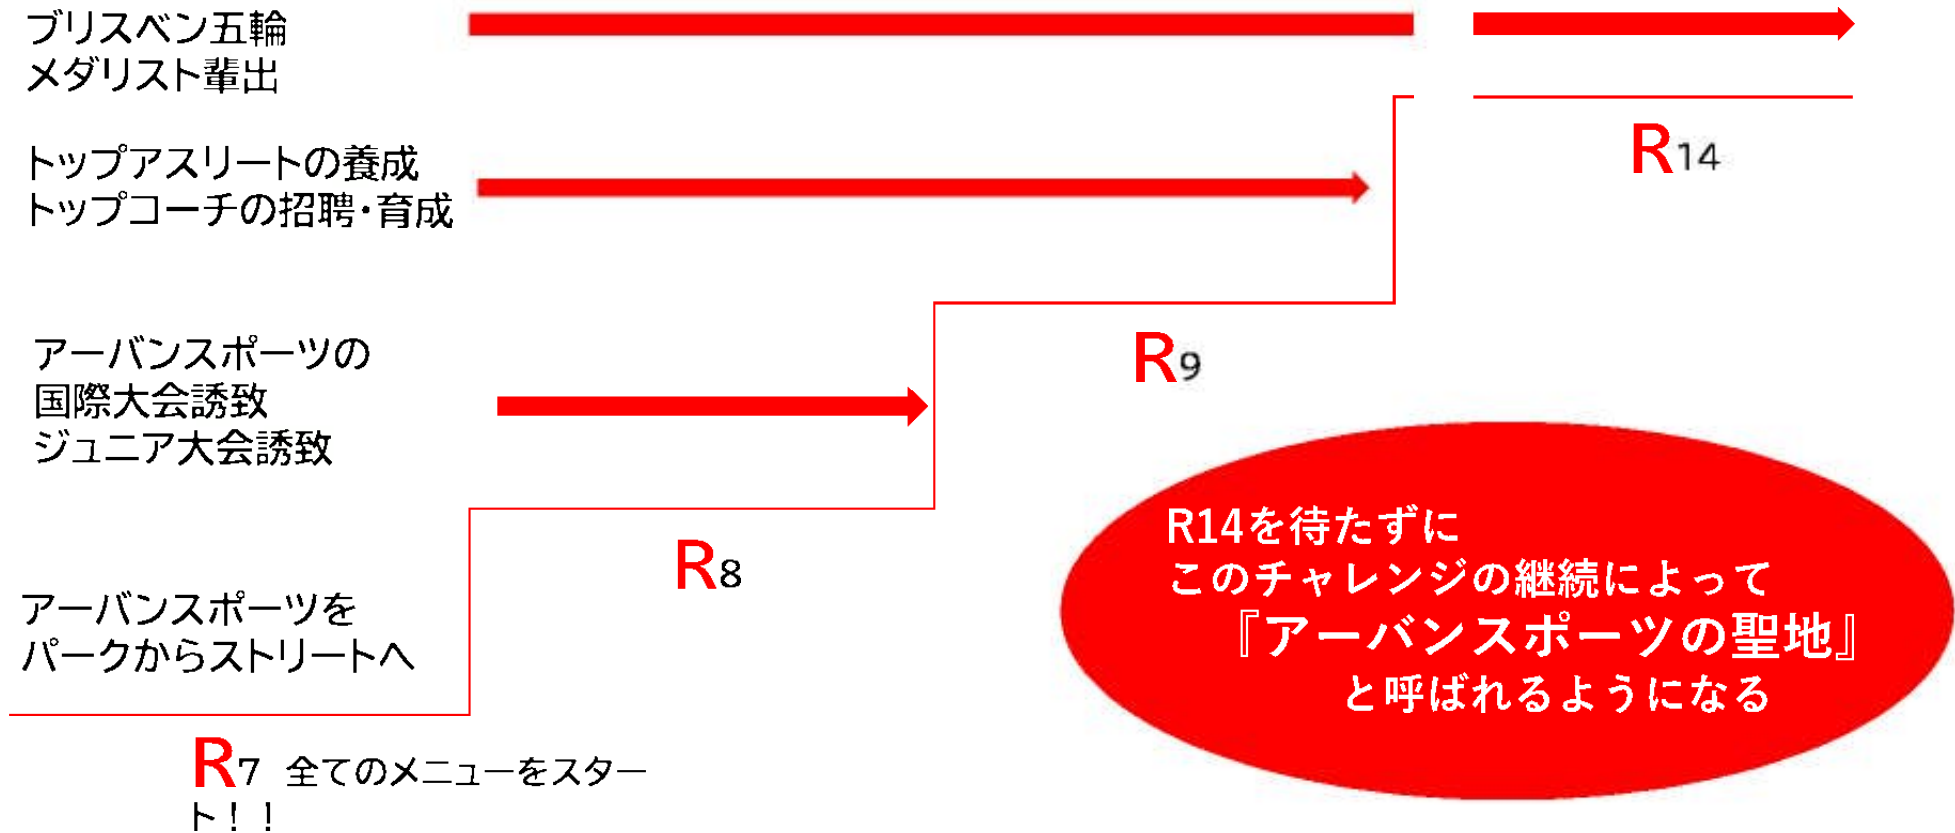 ブリスベン五輪
メダリスト輩出
R14
トップアスリートの養成
トップコーチの招聘・育成
R9
アーバンスポーツの
国際大会誘致
ジュニア大会誘致
R8
アーバンスポーツを
パークからストリートへ
R7 全てのメニューをスター
ト！！
R14を待たずに
このチャレンジの継続によって
『アーバンスポーツの聖地』
と呼ばれるようになる